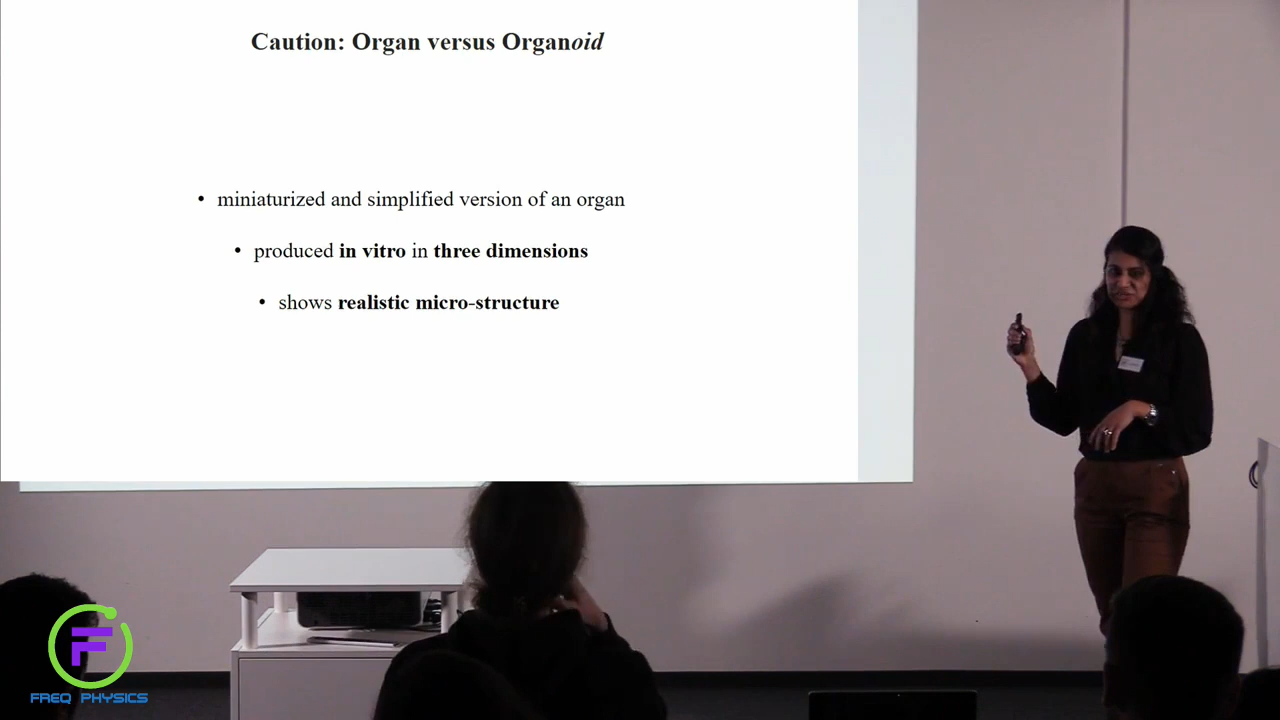 Caution: Organ versus Organoid
• miniaturized and simplified version of an organ
• produced in vitro in three dimensions
• shows realistic micro-structure
F
FREQ PHYSICS